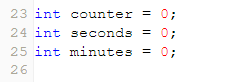 23 int counter = 0;
24 int seconds = 0;
25 int minutes = 0;
26